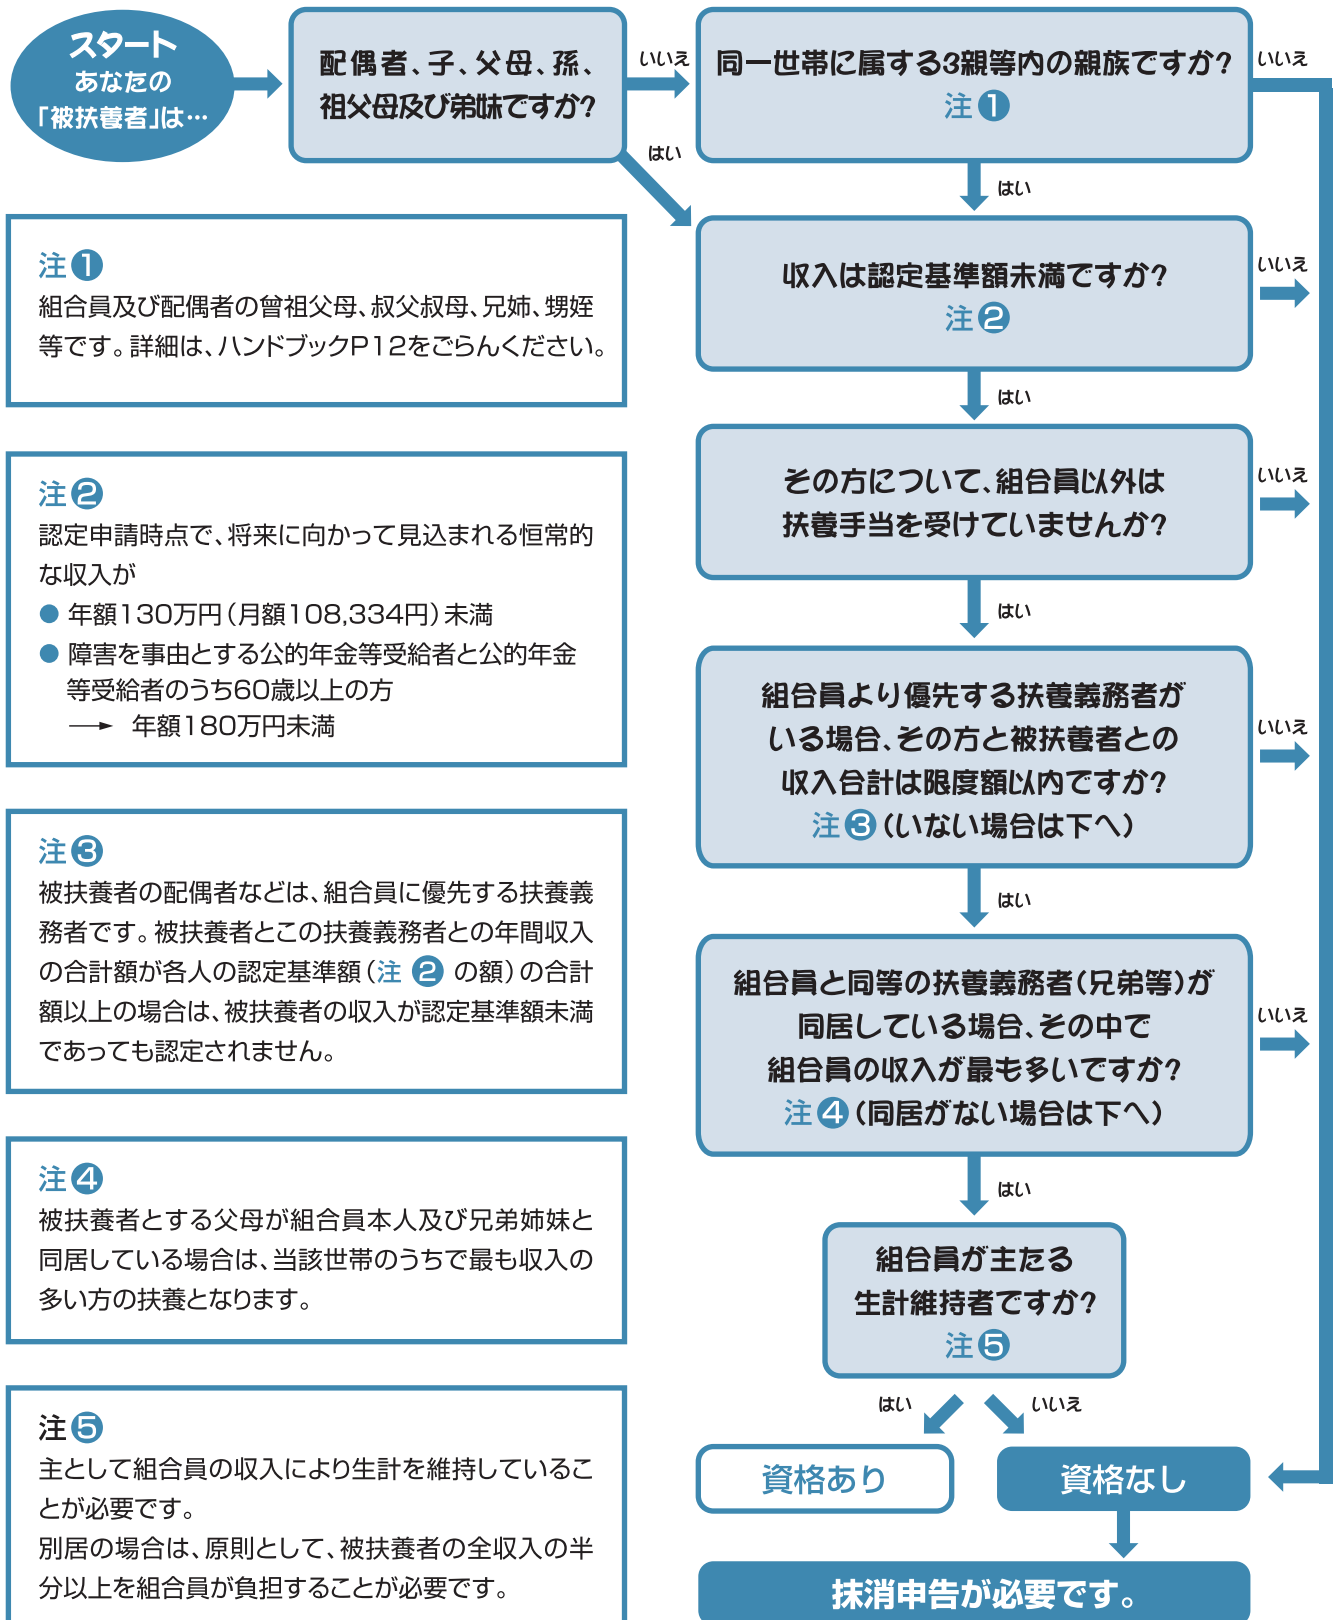 スタート
あなたの
「被扶養者」は…
配偶者、子、父母、孫、
祖父母及び弟妹ですか?
いいえ
同一世帯に属する3親等内の親族ですか?
注❶
いいえ
はい
はい
収入は認定基準額未満ですか?
注❷
いいえ
はい
その方について、組合員以外は
扶養手当を受けていませんか?
いいえ
はい
組合員より優先する扶養義務者が
いる場合、その方と被扶養者との
収入合計は限度額以内ですか?
注❸(いない場合は下へ)
いいえ
はい
組合員と同等の扶養義務者(兄弟等)が
同居している場合、その中で
組合員の収入が最も多いですか?
注❹(同居がない場合は下へ)
いいえ
はい
組合員が主たる
生計維持者ですか?
注❺
はい
いいえ
資格あり
資格なし
抹消申告が必要です。
注❶
組合員及び配偶者の曾祖父母、叔父叔母、兄姉、甥姪
等です。詳細は、ハンドブックP12をごらんください。
注❷
認定申請時点で、将来に向かって見込まれる恒常的
な収入が
● 年額130万円(月額108,334円)未満
● 障害を事由とする公的年金等受給者と公的年金
等受給者のうち60歳以上の方
→ 年額180万円未満
注❸
被扶養者の配偶者などは、組合員に優先する扶養義
務者です。被扶養者とこの扶養義務者との年間収入
の合計額が各人の認定基準額(注❷の額)の合計
額以上の場合は、被扶養者の収入が認定基準額未満
であっても認定されません。
注❹
被扶養者とする父母が組合員本人及び兄弟姉妹と
同居している場合は、当該世帯のうちで最も収入の
多い方の扶養となります。
注❺
主として組合員の収入により生計を維持しているこ
とが必要です。
別居の場合は、原則として、被扶養者の全収入の半
分以上を組合員が負担することが必要です。